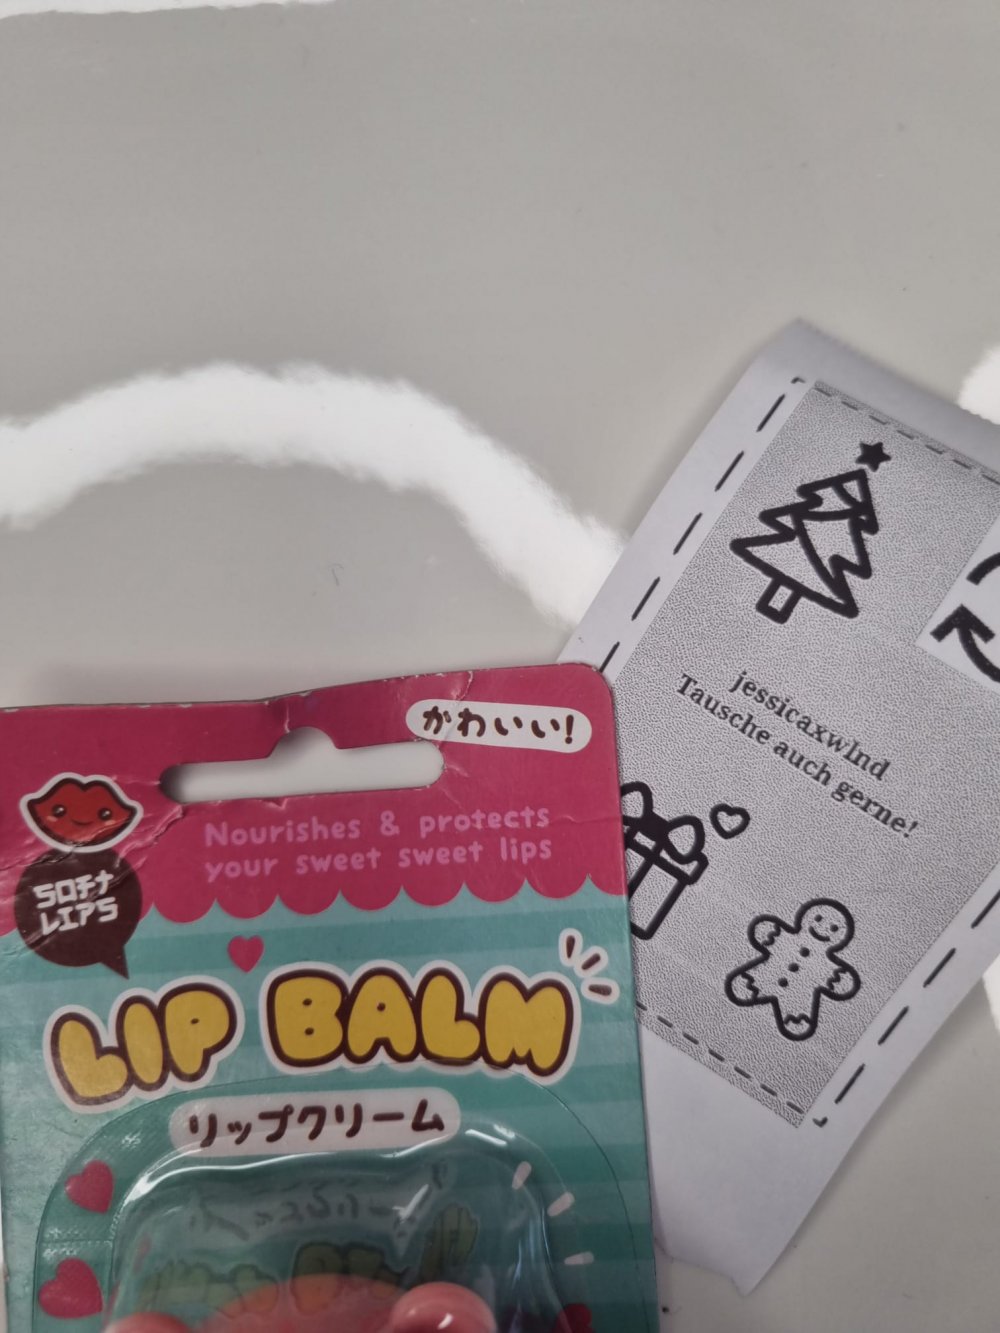 かわいい!
Nourishes & protects
your sweet sweet lips
SOFT
LIPS
LIP BALM
リップクリーム
jessicaxwlnd
Tausche auch gerne!